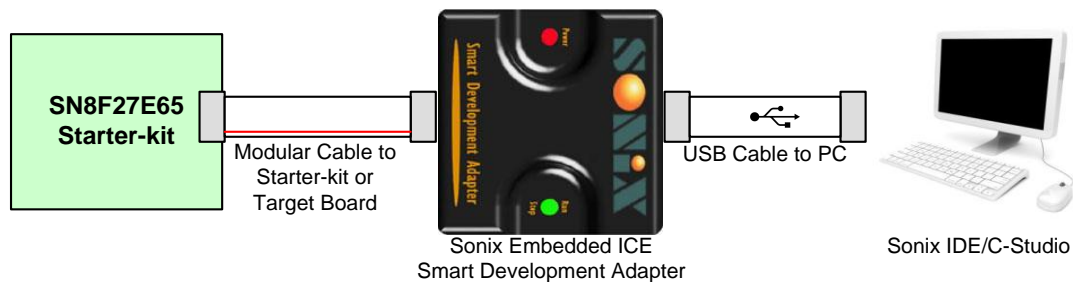 SN8F27E65
Starter-kit
Modular Cable to
Starter-kit or
Target Board
Power
SONiX
Smart Development Adapter
Run
Step
Sonix Embedded ICE
Smart Development Adapter
USB Cable to PC
Sonix IDE/C-Studio